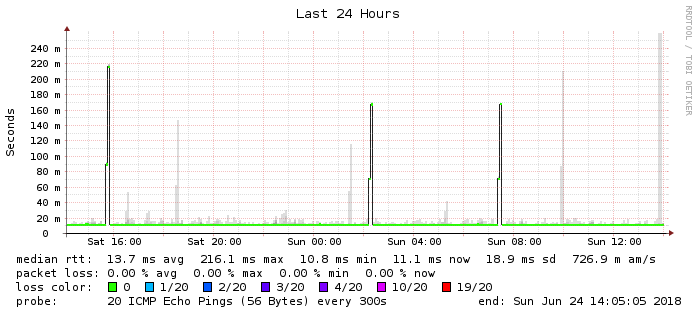 Last 24 Hours
RRDTOOL / TOBI OETIKER
Seconds
240 m
220 m
200 m
180 m
160 m
140 m
120 m
100 m
80 m
60 m
40 m
20 m
0
Sat 16:00 Sat 20:00 Sun 00:00 Sun 04:00 Sun 08:00 Sun 12:00
median rtt: 13.7 ms avg 216.1 ms max 10.8 ms min 11.1 ms now 18.9 ms sd 726.9 m am/s
packet loss: 0.00 % avg 0.00 % max 0.00 % min 0.00 % now
loss color: 0 1/20 2/20 3/20 4/20 10/20 19/20
probe: 20 ICMP Echo Pings (56 Bytes) every 300s end: Sun Jun 24 14:05:05 2018